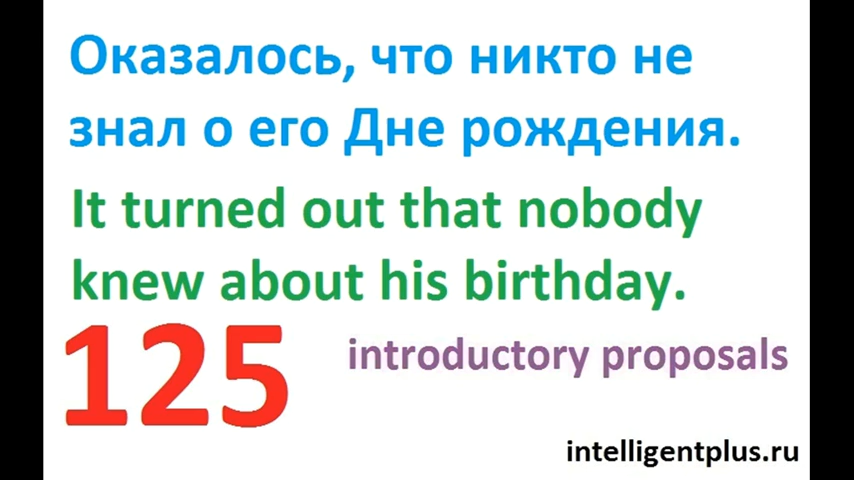 Оказалось, что никто не
знал о его Дне рождения.
It turned out that nobody
knew about his birthday.
125
introductory proposals
intelligentplus.ru